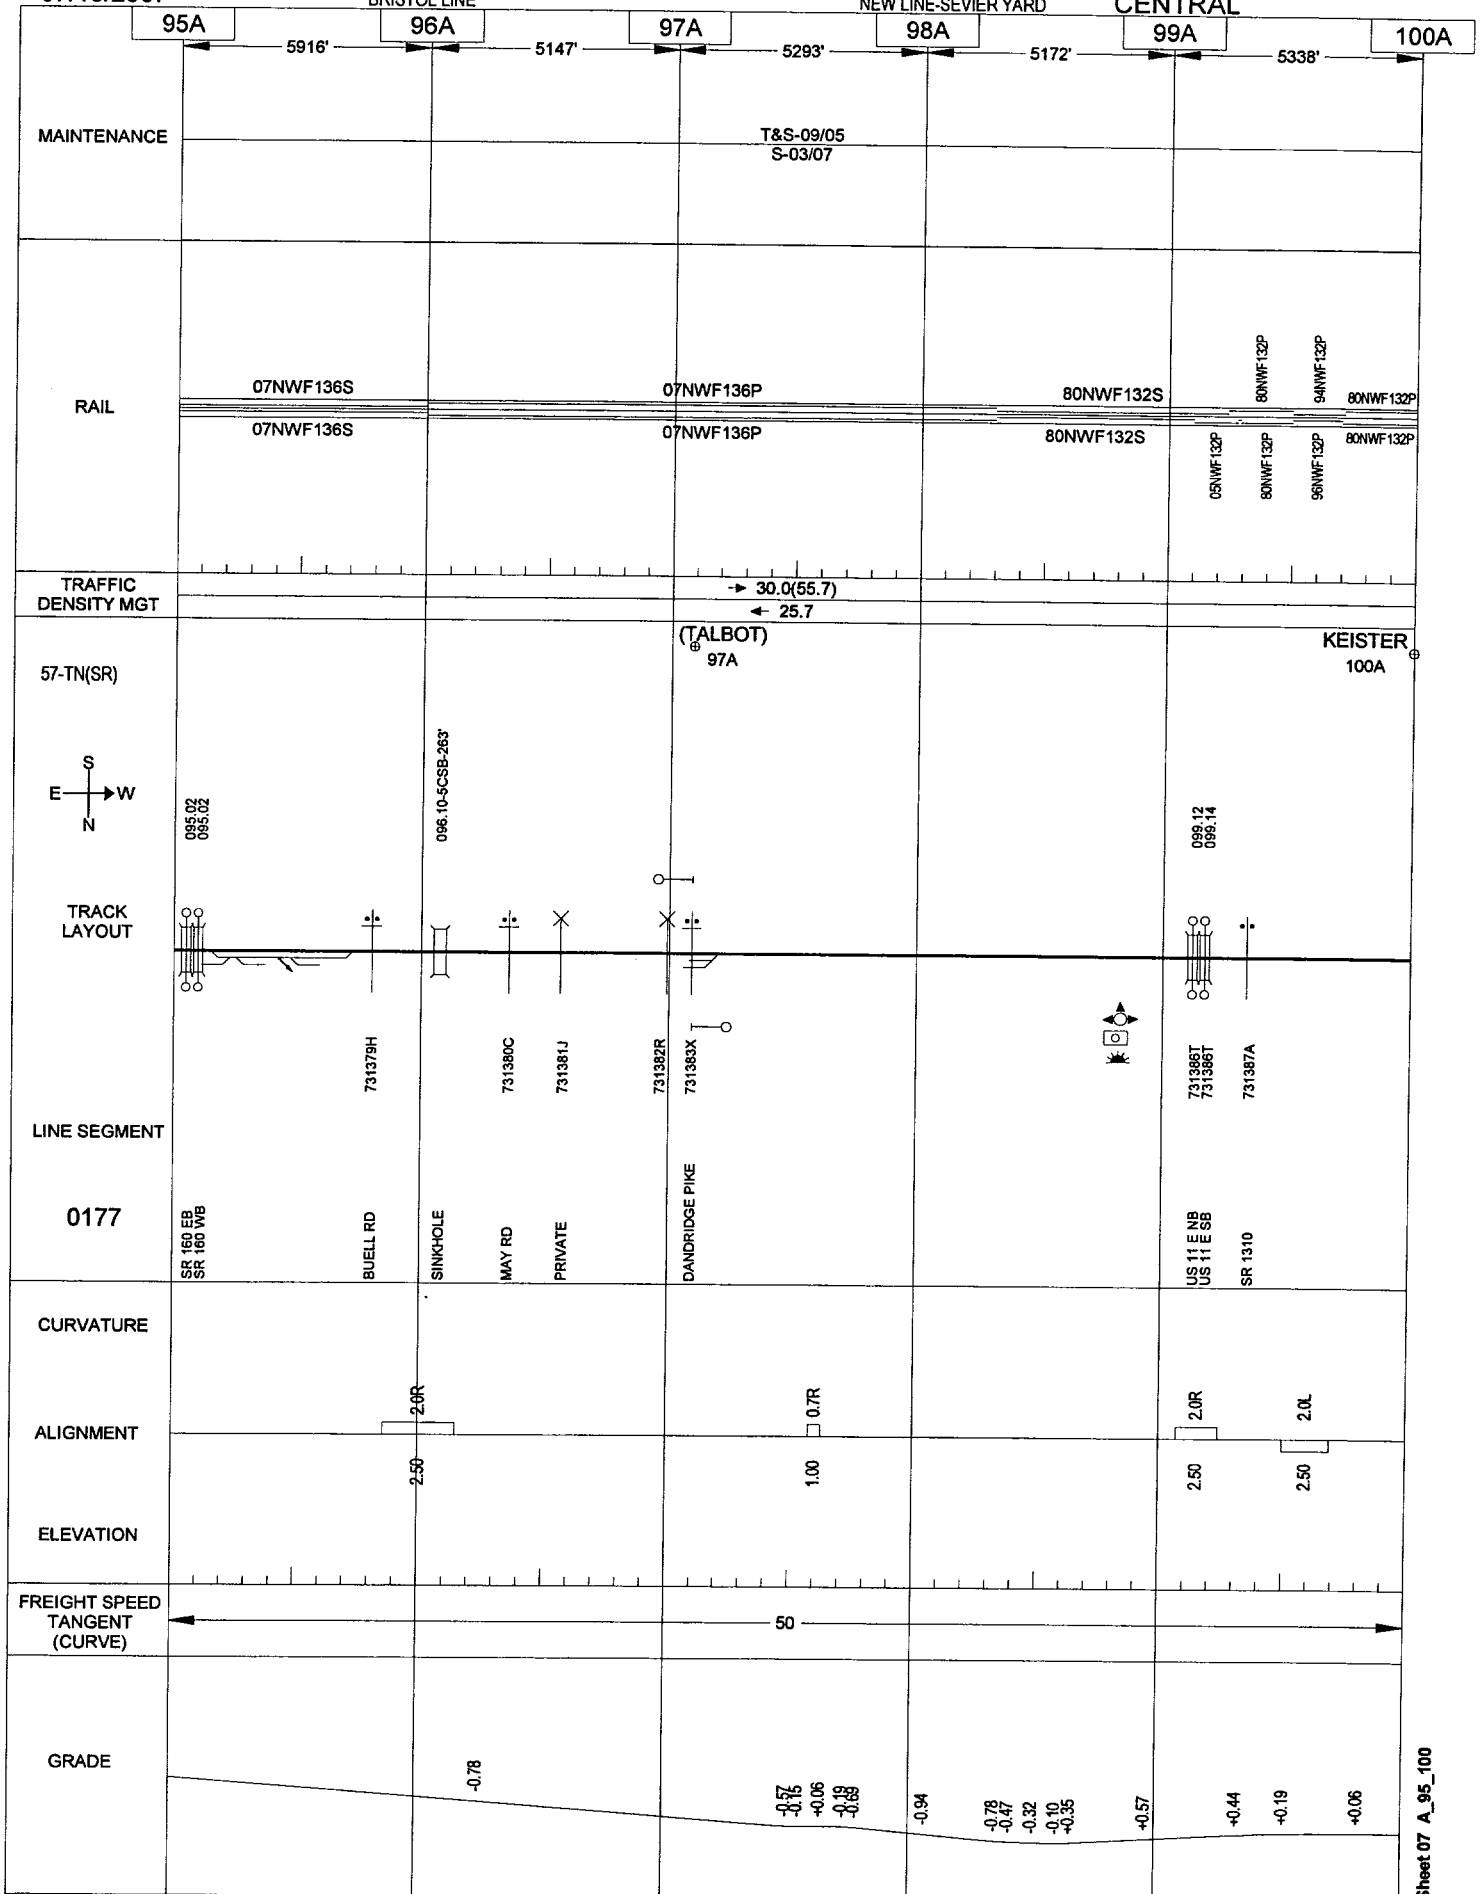 BRISTOL LINE
NEW LINE-SEVIER YARD
CENTRAL
95A
96A
97A
98A
99A
100A
5916'
5147'
5293'
5172'
5338'
MAINTENANCE
T&S-09/05
S-03/07
RAIL
07NWF136S
07NWF136P
80NWF132S
80NWF132P
94NWF132P
80NWF132P
07NWF136S
07NWF136P
80NWF132S
05NWF132P
80NWF132P
96NWF132P
80NWF132P
TRAFFIC
DENSITY MGT
30.0(55.7)
25.7
57-TN(SR)
(TALBOT)
97A
KEISTER
100A
S
E
W
N
095.02
095.02
096.10-5CSB-263'
099.12
099.14
TRACK
LAYOUT
731379H
731380C
731381J
731382R
731383X
731386T
731386T
731387A
LINE SEGMENT
0177
SR 160 EB
SR 160 WB
BUELL RD
SINKHOLE
MAY RD
PRIVATE
DANDRIDGE PIKE
US 11 E NB
US 11 E SB
SR 1310
CURVATURE
2.0R
0.7R
2.0R
2.0L
ALIGNMENT
2.50
1.00
2.50
2.50
ELEVATION
FREIGHT SPEED
TANGENT
(CURVE)
50
GRADE
-0.78
-0.57
-0.15
+0.06
-0.19
-0.69
-0.94
-0.78
-0.47
-0.32
-0.10
+0.35
+0.57
+0.44
+0.19
+0.06
Sheet 07 A_95_100